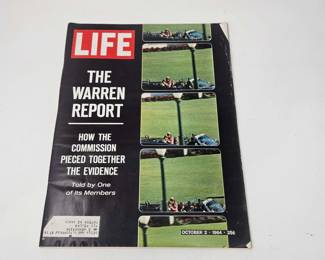 LIFE
THE
WARREN
REPORT
HOW THE
COMMISSION
PIECED TOGETHER
THE EVIDENCE
Told by One
of Its Members
OCTOBER 2 · 1964 · 25¢